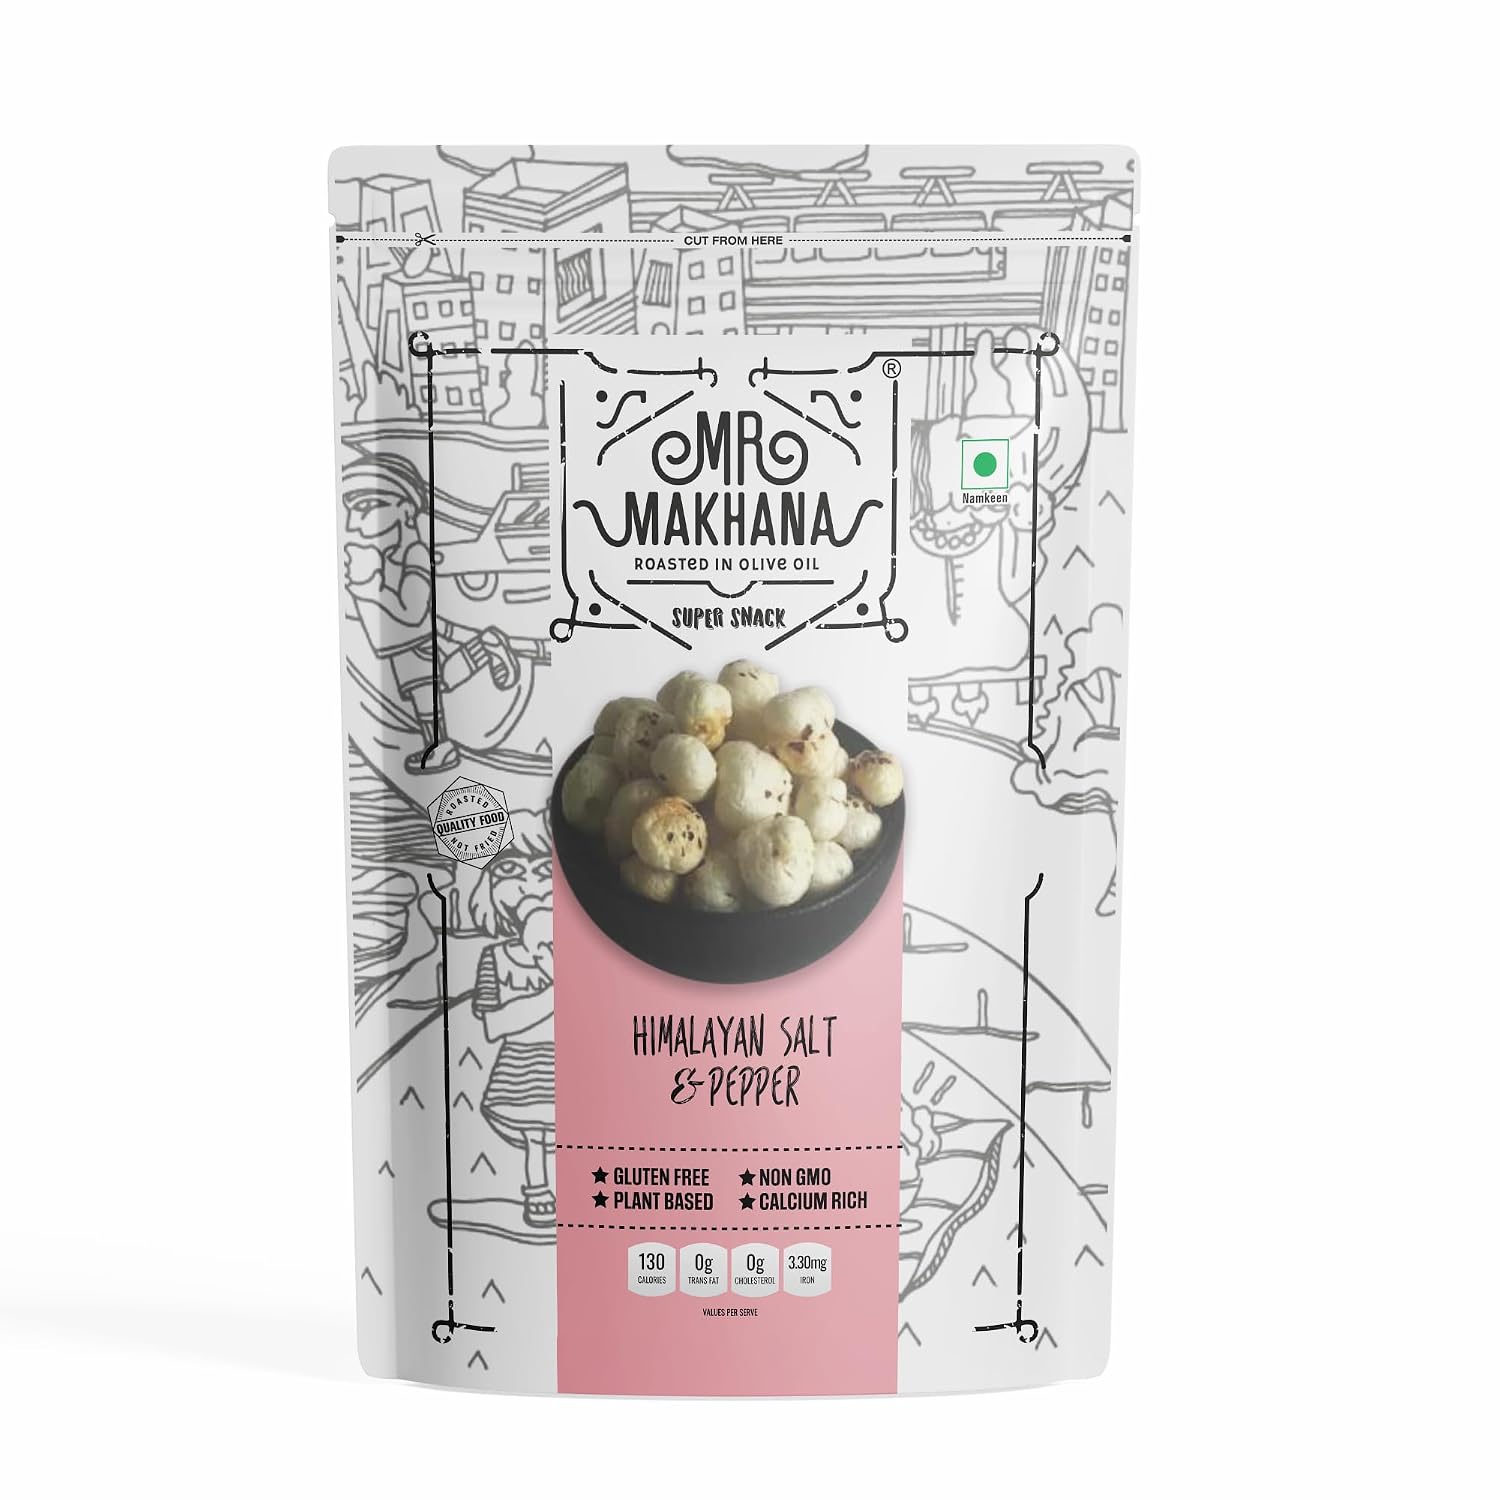 CUT FROM HERE
®
MR
MAKHANA
ROASTED IN OLIVE OIL
SUPER SNACK
Namkeen
ROASTED
QUALITY FOOD
NOT FRIED
HIMALAYAN SALT
& PEPPER
★ GLUTEN FREE ★ NON GMO
★ PLANT BASED ★ CALCIUM RICH
130 0g 0g 3.30mg
CALORIES TRANS FAT CHOLESTEROL IRON
VALUES PER SERVE